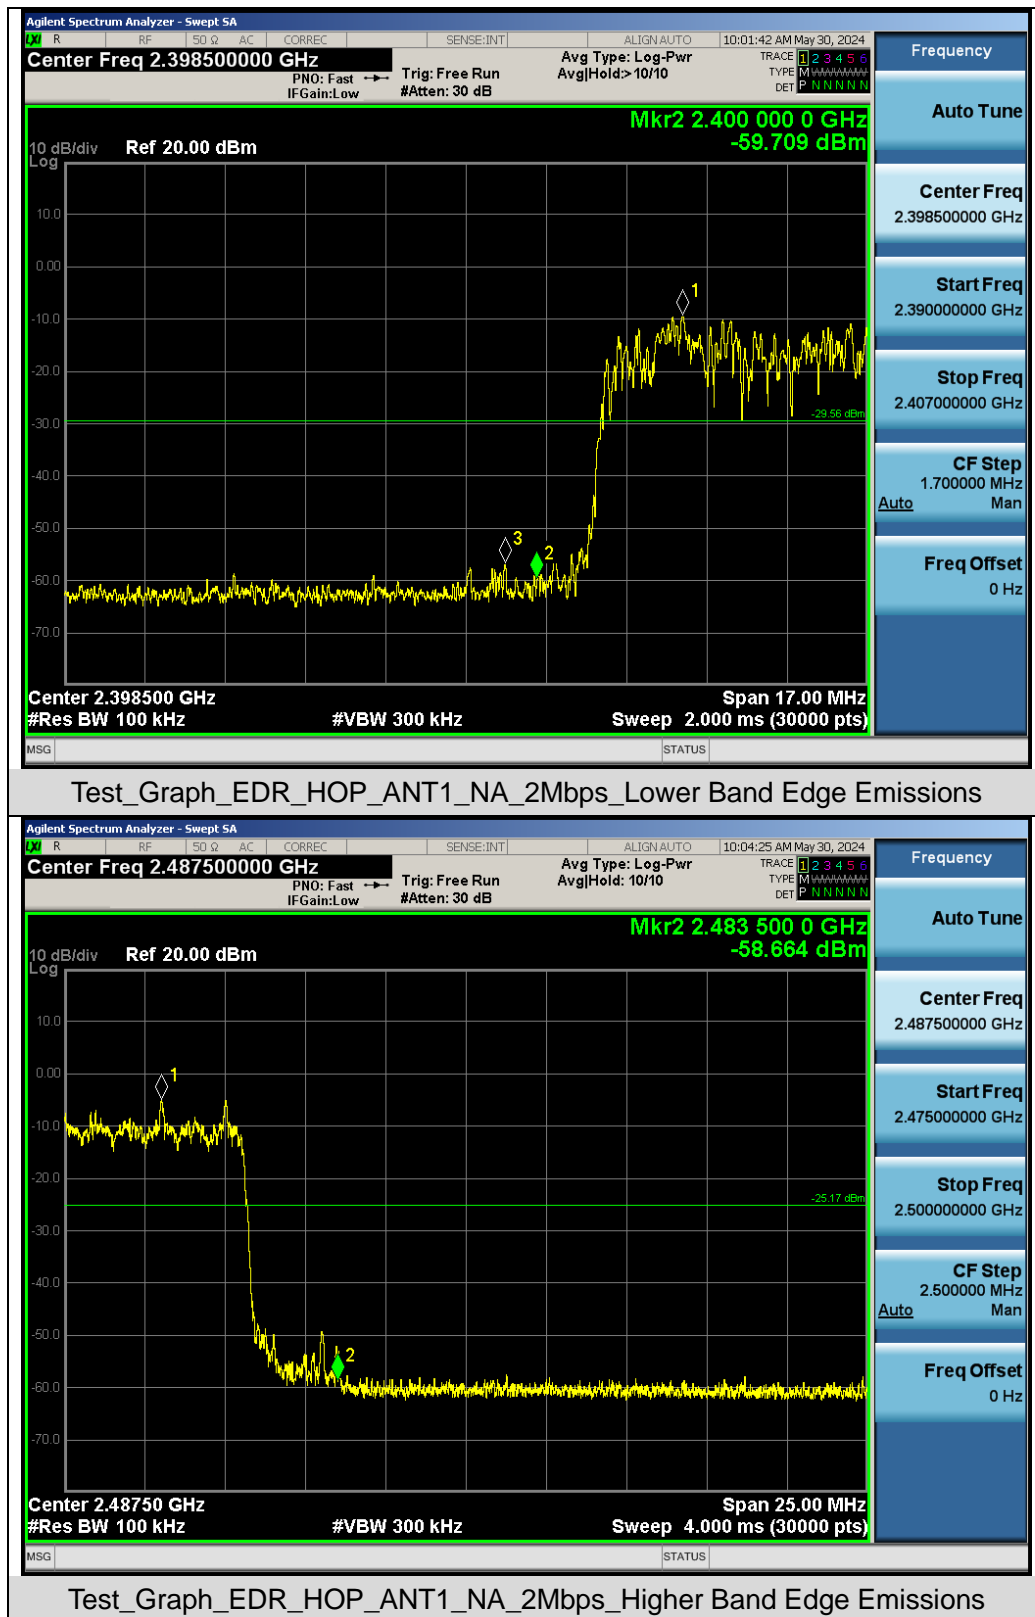 Agilent Spectrum Analyzer - Swept SA
LXI R RF 50 Ω AC CORREC SENSE:INT ALIGN AUTO 10:01:42 AM May 30, 2024
Center Freq 2.398500000 GHz
PNO: Fast
IFGain:Low
Trig: Free Run
#Atten: 30 dB
Avg Type: Log-Pwr
Avg|Hold:>10/10
TRACE 1 2 3 4 5 6
TYPE M WWWWW
DET P N N N N N
Mkr2 2.400 000 0 GHz
-59.709 dBm
10 dB/div Ref 20.00 dBm
Log
10.0
0.00
-10.0
-20.0
-30.0
-40.0
-50.0
-60.0
-70.0
1
-29.56 dBm
3
2
Center 2.398500 GHz Span 17.00 MHz
#Res BW 100 kHz #VBW 300 kHz Sweep 2.000 ms (30000 pts)
MSG STATUS
Frequency
Auto Tune
Center Freq
2.398500000 GHz
Start Freq
2.390000000 GHz
Stop Freq
2.407000000 GHz
CF Step
1.700000 MHz
Auto Man
Freq Offset
0 Hz
Test_Graph_EDR_HOP_ANT1_NA_2Mbps_Lower Band Edge Emissions
Agilent Spectrum Analyzer - Swept SA
LXI R RF 50 Ω AC CORREC SENSE:INT ALIGN AUTO 10:04:25 AM May 30, 2024
Center Freq 2.487500000 GHz
PNO: Fast
IFGain:Low
Trig: Free Run
#Atten: 30 dB
Avg Type: Log-Pwr
Avg|Hold: 10/10
TRACE 1 2 3 4 5 6
TYPE M WWWWW
DET P N N N N N
Mkr2 2.483 500 0 GHz
-58.664 dBm
10 dB/div Ref 20.00 dBm
Log
10.0
0.00
-10.0
-20.0
-30.0
-40.0
-50.0
-60.0
-70.0
1
-25.17 dBm
2
Center 2.48750 GHz Span 25.00 MHz
#Res BW 100 kHz #VBW 300 kHz Sweep 4.000 ms (30000 pts)
MSG STATUS
Frequency
Auto Tune
Center Freq
2.487500000 GHz
Start Freq
2.475000000 GHz
Stop Freq
2.500000000 GHz
CF Step
2.500000 MHz
Auto Man
Freq Offset
0 Hz
Test_Graph_EDR_HOP_ANT1_NA_2Mbps_Higher Band Edge Emissions